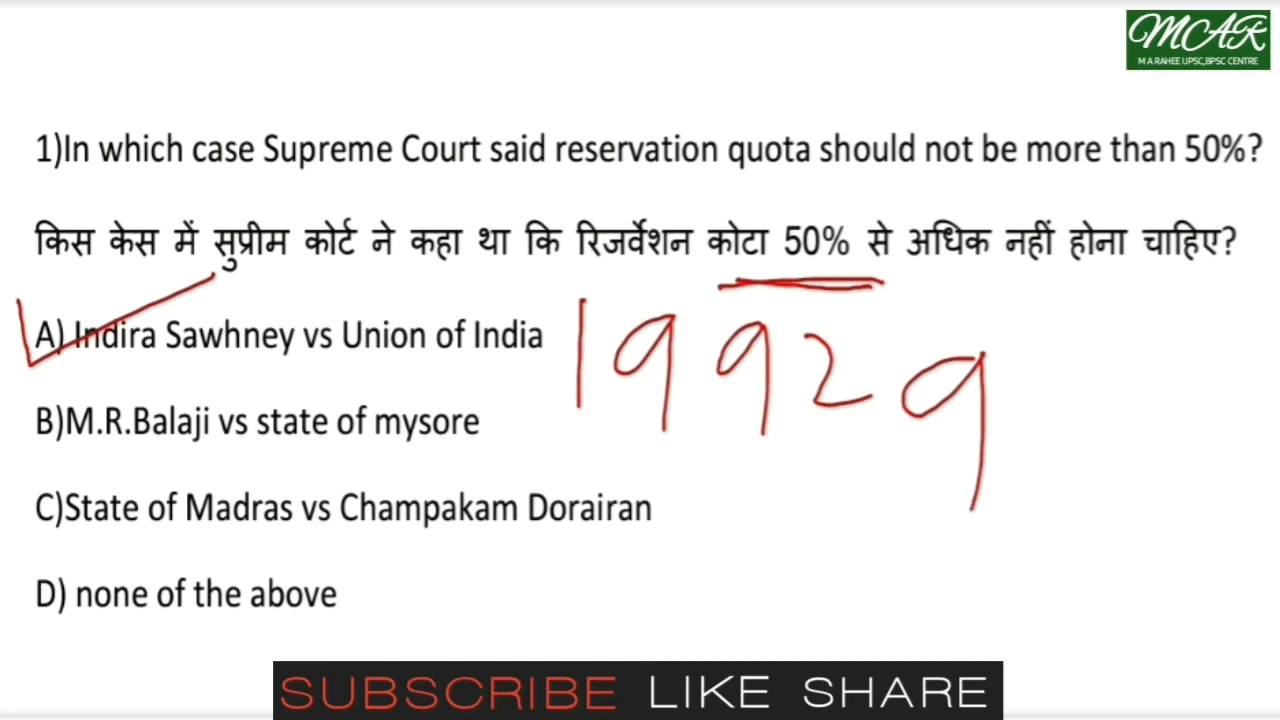 MCAR
M A RAHEE UPSC,BPSC CENTRE
1)In which case Supreme Court said reservation quota should not be more than 50%?
किस केस में सुप्रीम कोर्ट ने कहा था कि रिजर्वेशन कोटा 50% से अधिक नहीं होना चाहिए?
A) Indira Sawhney vs Union of India 1992 9
B)M.R.Balaji vs state of mysore
C)State of Madras vs Champakam Dorairan
D) none of the above
SUBSCRIBE LIKE SHARE